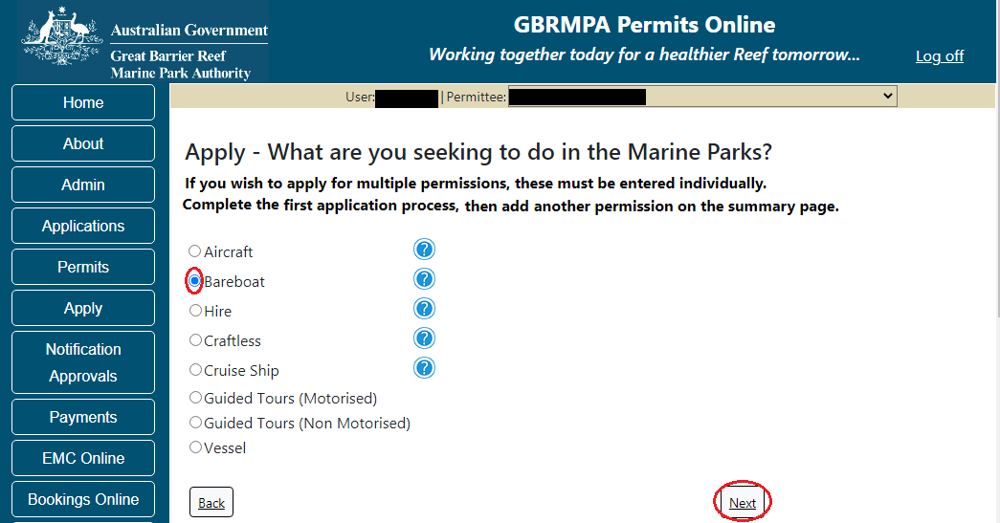 Australian Government
Great Barrier Reef
Marine Park Authority
GBRMPA Permits Online
Working together today for a healthier Reef tomorrow...
Log off
Home
About
Admin
Applications
Permits
Apply
Notification
Approvals
Payments
EMC Online
Bookings Online
User: | Permittee:
Apply - What are you seeking to do in the Marine Parks?
If you wish to apply for multiple permissions, these must be entered individually.
Complete the first application process, then add another permission on the summary page.
Aircraft ?
Bareboat ?
Hire ?
Craftless ?
Cruise Ship ?
Guided Tours (Motorised)
Guided Tours (Non Motorised)
Vessel
Back
Next